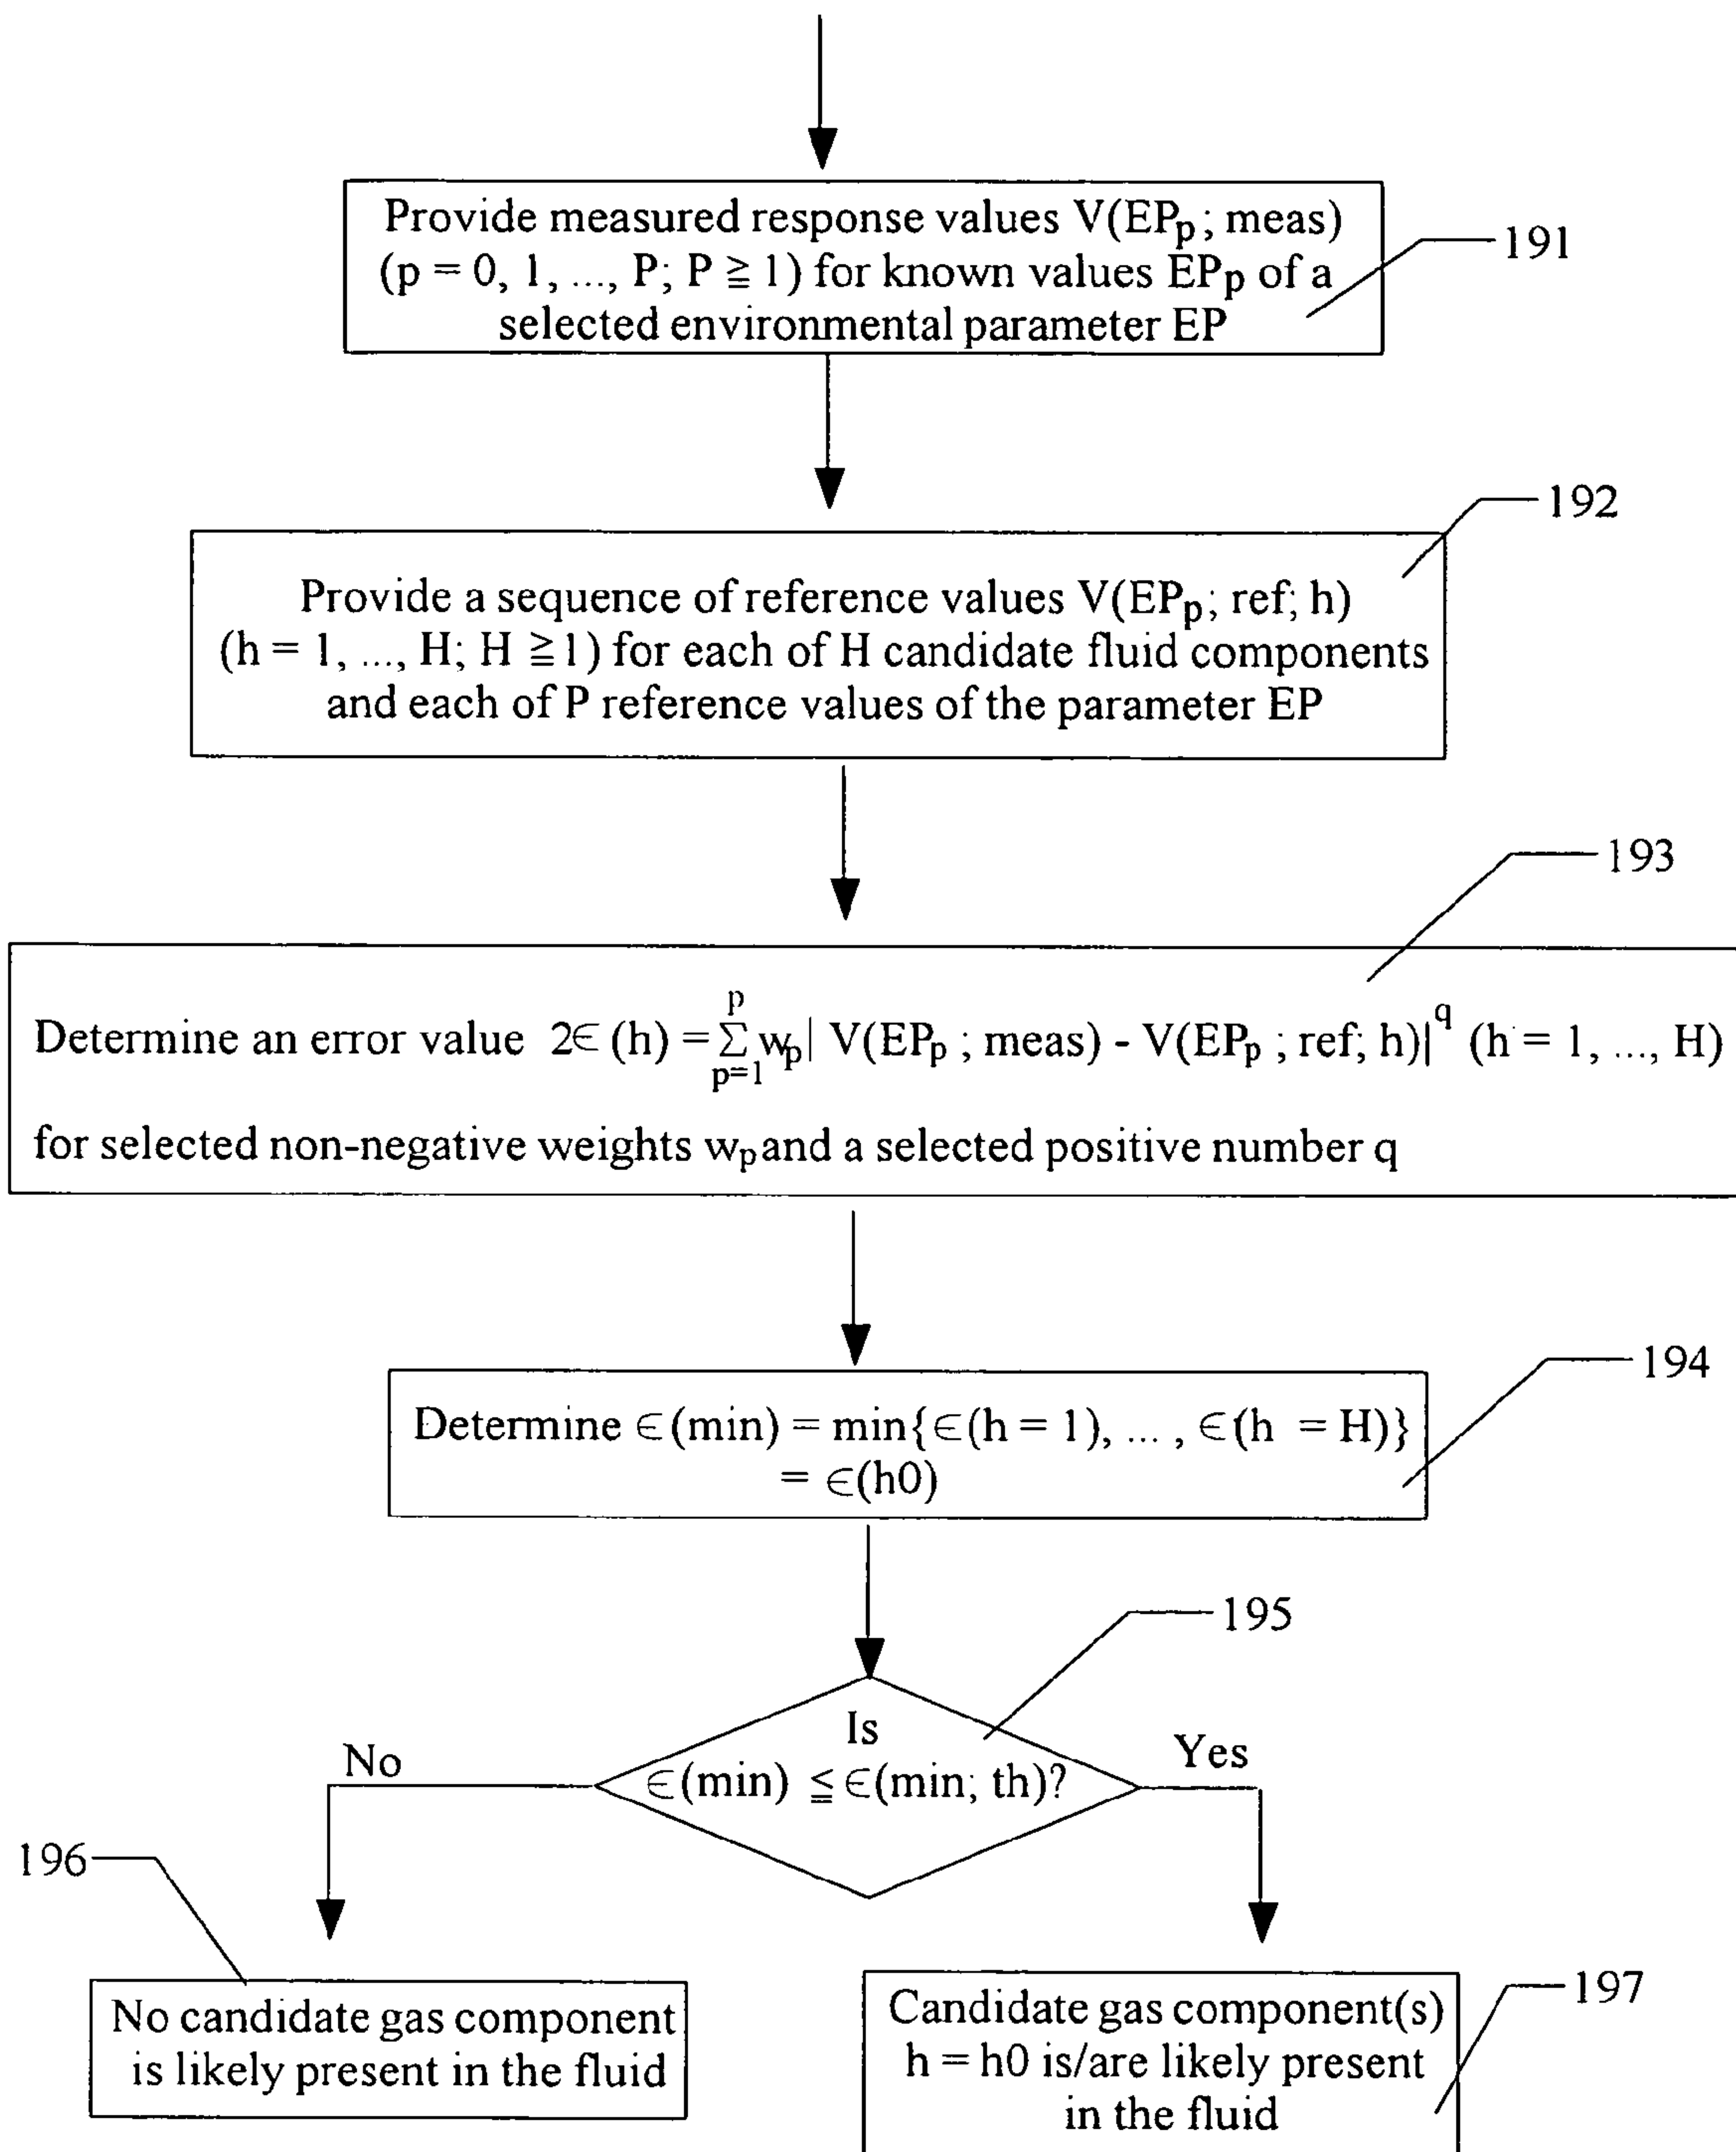 Provide measured response values V(EPp; meas)
(p = 0, 1, ..., P; P ≧ 1) for known values EPp of a
selected environmental parameter EP
191
192
Provide a sequence of reference values V(EPp; ref; h)
(h = 1, ..., H; H ≧ 1) for each of H candidate fluid components
and each of P reference values of the parameter EP
193
Determine an error value 2∈(h) = p∑p=1 wp| V(EPp ; meas) - V(EPp ; ref; h)|q (h = 1, ..., H)
for selected non-negative weights wp and a selected positive number q
194
Determine ∈(min) = min{∈(h = 1), ... , ∈(h = H)}
= ∈(h0)
195
Is
No
∈(min) ≦ ∈(min; th)?
Yes
196
197
No candidate gas component
is likely present in the fluid
Candidate gas component(s)
h = h0 is/are likely present
in the fluid